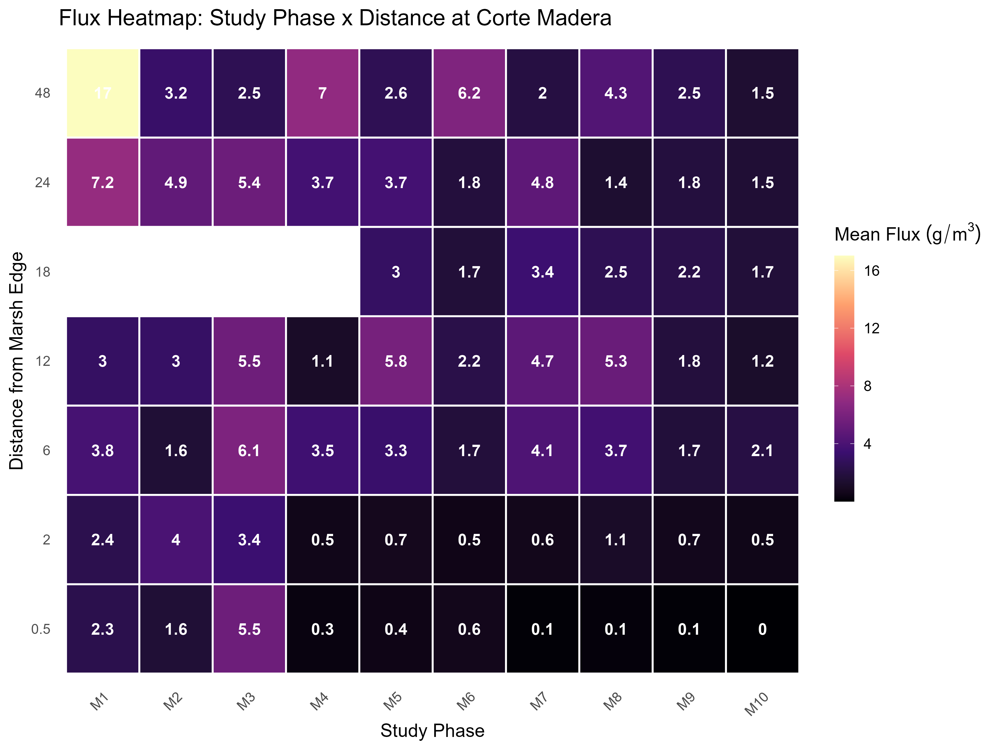 Flux Heatmap: Study Phase x Distance at Corte Madera
Distance from Marsh Edge
48 17 3.2 2.5 7 2.6 6.2 2 4.3 2.5 1.5
24 7.2 4.9 5.4 3.7 3.7 1.8 4.8 1.4 1.8 1.5
18 3 1.7 3.4 2.5 2.2 1.7
12 3 3 5.5 1.1 5.8 2.2 4.7 5.3 1.8 1.2
6 3.8 1.6 6.1 3.5 3.3 1.7 4.1 3.7 1.7 2.1
2 2.4 4 3.4 0.5 0.7 0.5 0.6 1.1 0.7 0.5
0.5 2.3 1.6 5.5 0.3 0.4 0.6 0.1 0.1 0.1 0
M1 M2 M3 M4 M5 M6 M7 M8 M9 M10
Study Phase
Mean Flux (g/m³)
16
12
8
4